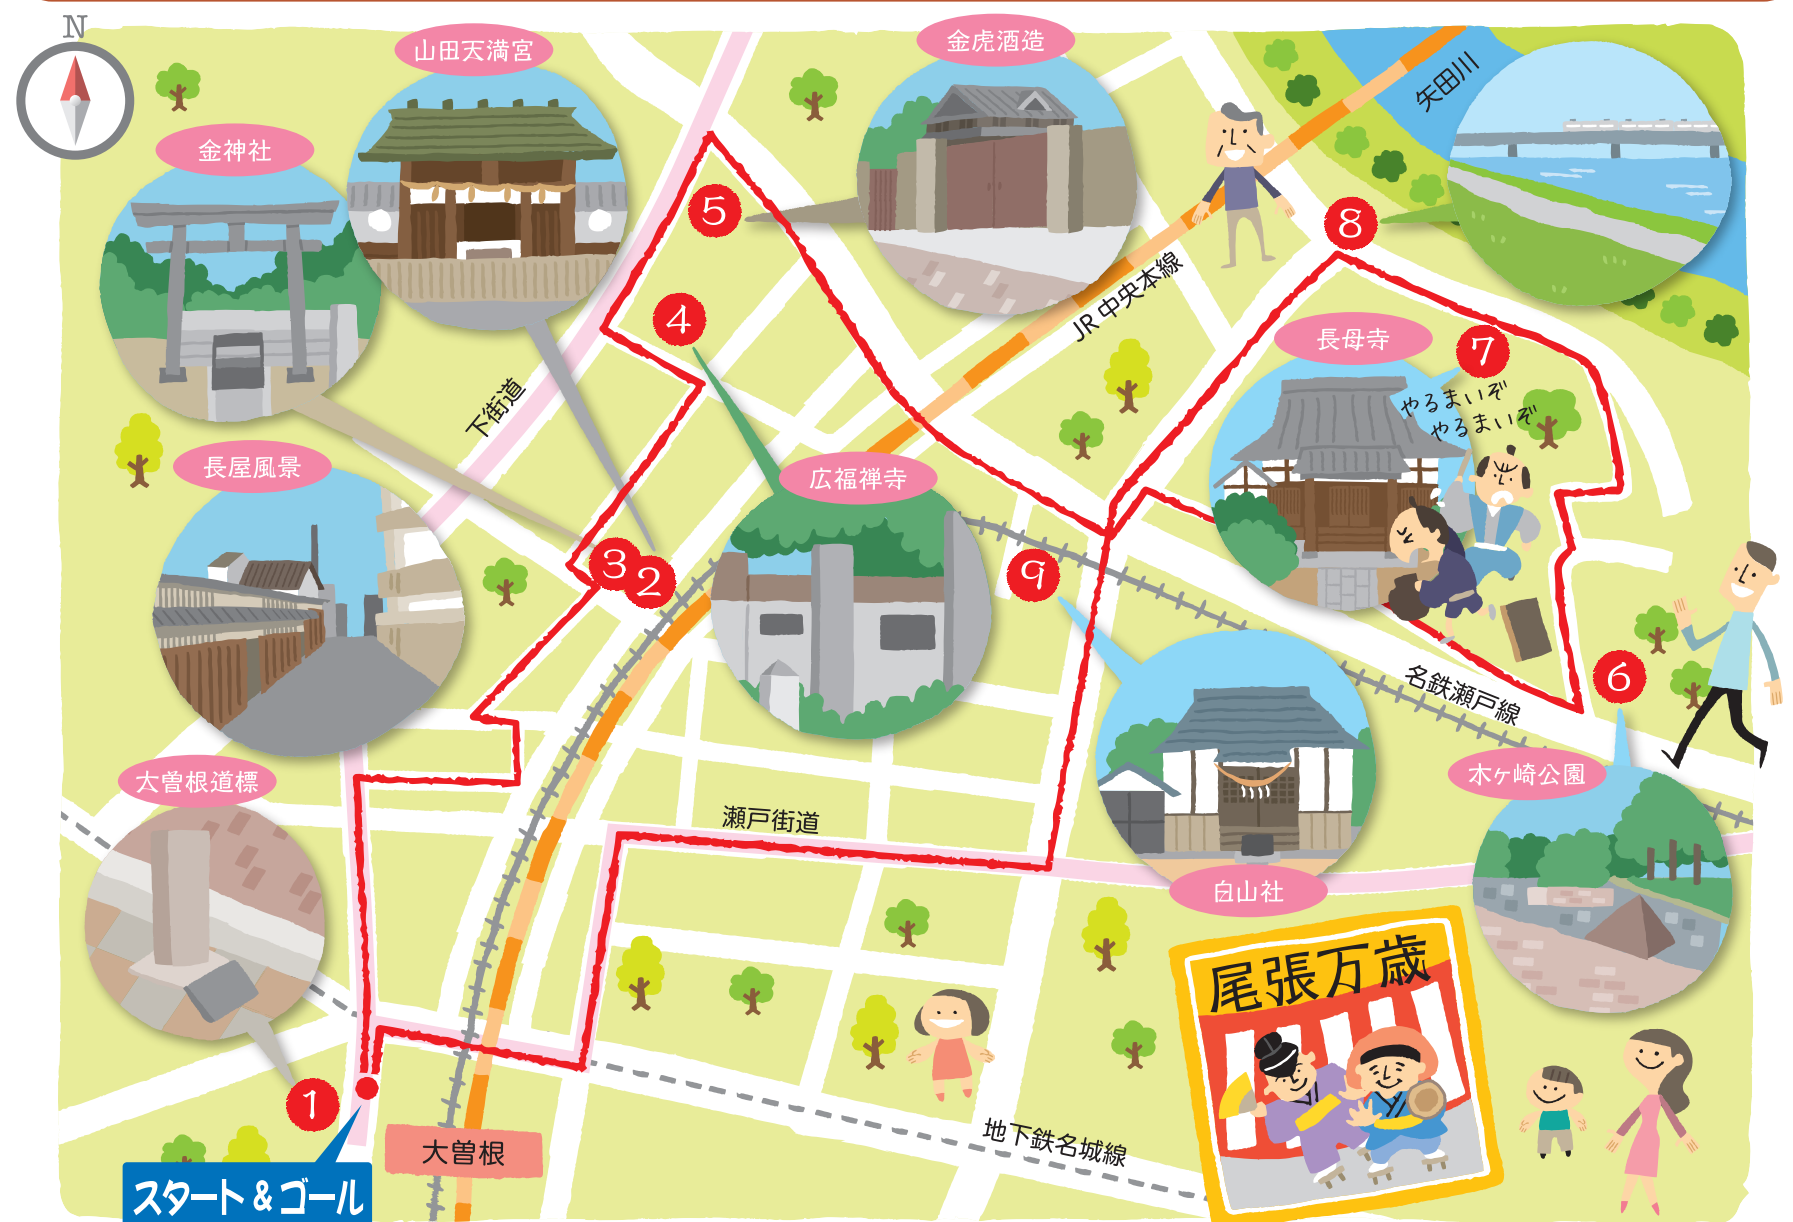 N
山田天満宮
金虎酒造
矢田川
金神社
⑤
⑧
④
JR中央本線
長母寺
⑦
下街道
やるまいぞ
やるまいぞ
長屋風景
広福禅寺
③
②
⑨
名鉄瀬戸線
⑥
大曽根道標
木ヶ崎公園
瀬戸街道
白山社
尾張万歳
①
地下鉄名城線
大曽根
スタート&ゴール